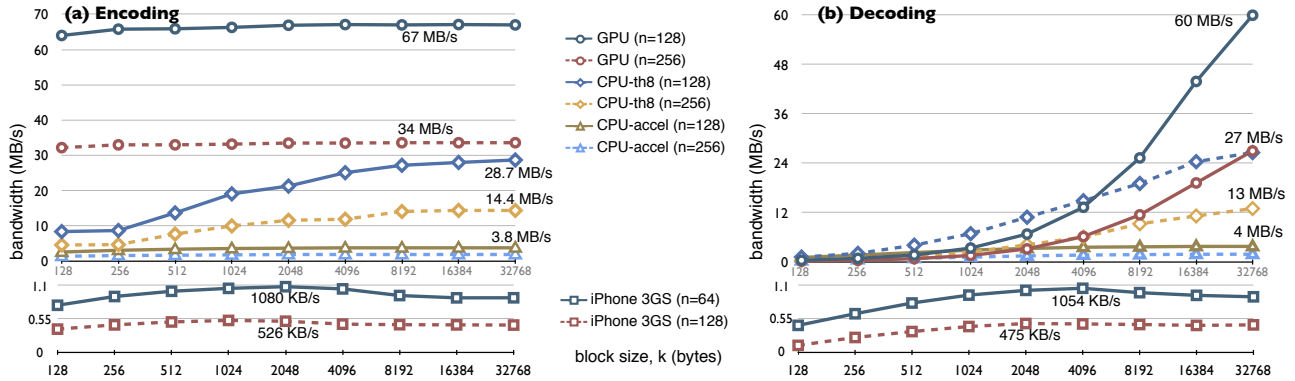 (a) Encoding
bandwidth (MB/s)
70
60
50
40
30
20
10
0
67 MB/s
34 MB/s
28.7 MB/s
14.4 MB/s
3.8 MB/s
128 256 512 1024 2048 4096 8192 16384 32768
1.1
0.55
0
1080 KB/s
526 KB/s
128 256 512 1024 2048 4096 8192 16384 32768
GPU (n=128)
GPU (n=256)
CPU-th8 (n=128)
CPU-th8 (n=256)
CPU-accel (n=128)
CPU-accel (n=256)
iPhone 3GS (n=64)
iPhone 3GS (n=128)
block size, k (bytes)
(b) Decoding
bandwidth (MB/s)
60
48
36
24
12
0
60 MB/s
27 MB/s
13 MB/s
4 MB/s
128 256 512 1024 2048 4096 8192 16384 32768
1.1
0.55
0
1054 KB/s
475 KB/s
128 256 512 1024 2048 4096 8192 16384 32768